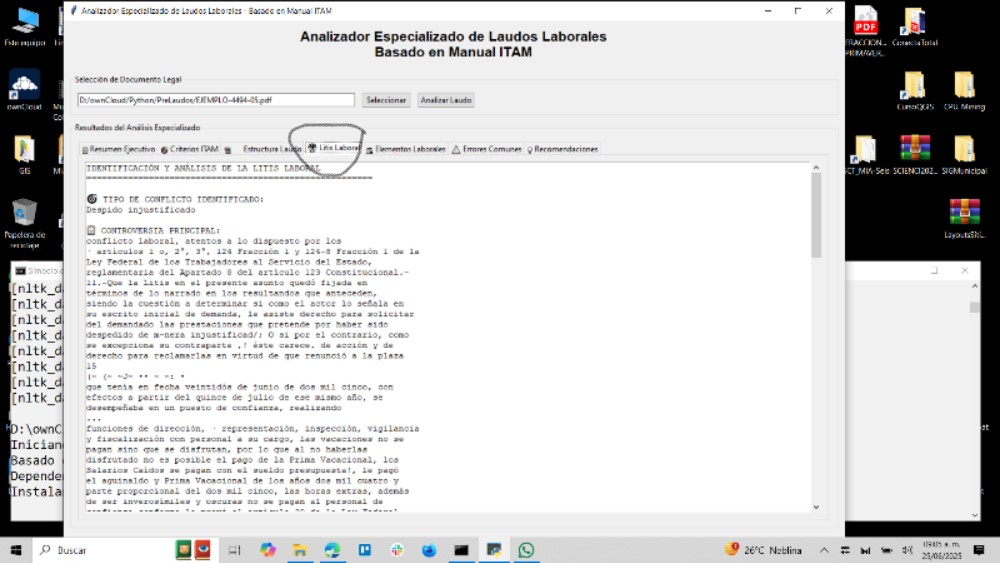 Analizador Especializado de Laudos Laborales - Basado en Manual ITAM
Analizador Especializado de Laudos Laborales
Basado en Manual ITAM
Selección de Documento Legal
D:/ownCloud/Python/PreLaudos/EJEMPLO-4494-05.pdf
Seleccionar
Analizar Laudo
Resultados del Análisis Especializado
Resumen Ejecutivo
Criterios ITAM
Estructura Laudo
Litis Laboral
Elementos Laborales
Errores Comunes
Recomendaciones
IDENTIFICACIÓN Y ANÁLISIS DE LA LITIS LABORAL
============================================================
TIPO DE CONFLICTO IDENTIFICADO:
Despido injustificado
CONTROVERSIA PRINCIPAL:
conflicto laboral, atentos a lo dispuesto por los
· artículos 1 o, 2°, 3°, 124 Fracción i y 124-8 Fracción i de la
Ley Federal de los Trabajadores al Servicio del Estado,
reglamentaria del Apartado 8 del artículo 123 Constitucional.-
11.-Que la Litis en el presente asunto quedó fijada en
términos de lo narrado en los resultandos que anteceden,
siendo la cuestión a determinar si como el actor lo señala en
su escrito inicial de demanda, le asiste derecho para solicitar
del demandado las prestaciones que pretende por haber sido
despedido de m-nera injustificad/; O si por el contrario, como
se excepciona su contraparte ,! éste carece. de acción y de
derecho para reclamarlas en virtud de que renunció a la plaza
15
que tenía en fecha veintidós de junio de dos mil cinco, con
efectos a partir del quince de julio de ese mismo año, se
desempeñaba en un puesto de confianza, realizando
...
funciones de dirección, · representación, inspección, vigilancia
y fiscalización con personal a su cargo, las vacaciones no se
pagan sino que se disfrutan, por lo que al no haberlas
disfrutado no es posible el pago de la Prima Vacacional, los
Salarios Caídos se pagan con el sueldo presupuesta!, le pagó
el aguinaldo y Prima Vacacional de los años dos mil cuatro y
parte proporcional del dos mil cinco, las horas extras, además
de ser inverosímiles y oscuras no se pagan al personal de
Este equipo
ownCloud
GIS
Papelera de
reciclaje
FRACCION...
PRIMAVER...
ConectaTotal
CursoQGIS
CPU Mining
SCT_MIA-Seis
SCIENCI202...
SIGMunicipal
LayoutsSiti...
Símbolo d
[nltk_d
[nltk_d
[nltk_d
[nltk_d
[nltk_d
[nltk_d
[nltk_d
D:\ownC
Inician
Basado
Depende
Instala
Buscar
26°C Neblina
09:05 a. m.
25/06/2025